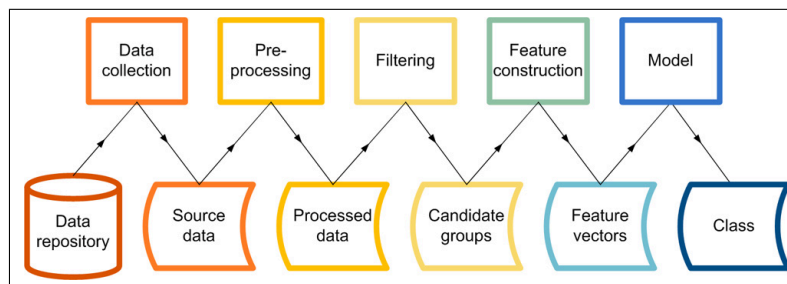 Data
collection
Pre-
processing
Filtering
Feature
construction
Model
Data
repository
Source
data
Processed
data
Candidate
groups
Feature
vectors
Class